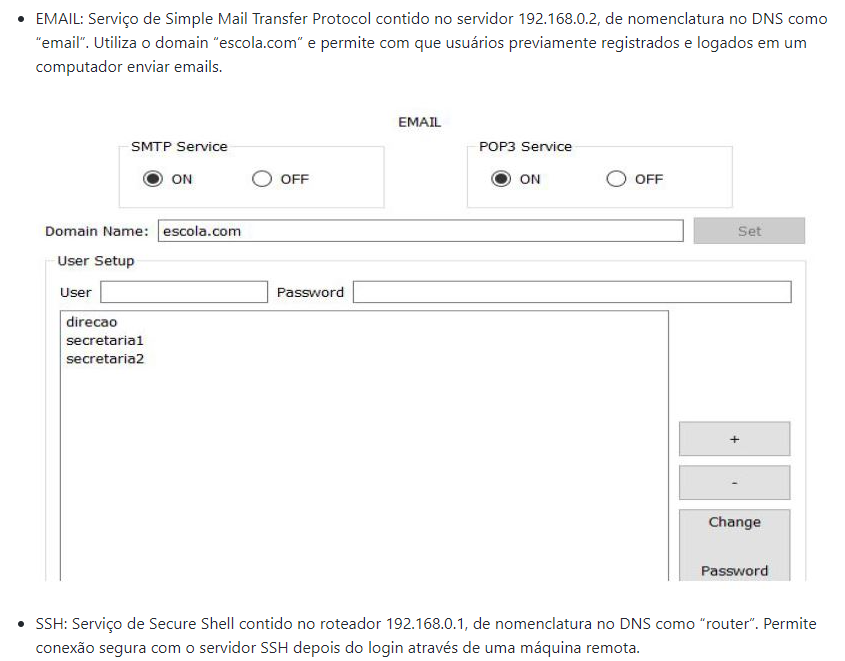 • EMAIL: Serviço de Simple Mail Transfer Protocol contido no servidor 192.168.0.2, de nomenclatura no DNS como
“email”. Utiliza o domain “escola.com” e permite com que usuários previamente registrados e logados em um
computador enviar emails.
EMAIL
SMTP Service
ON OFF
POP3 Service
ON OFF
Domain Name: escola.com Set
User Setup
User Password
direcao
secretaria1
secretaria2
+
-
Change
Password
• SSH: Serviço de Secure Shell contido no roteador 192.168.0.1, de nomenclatura no DNS como “router”. Permite
conexão segura com o servidor SSH depois do login através de uma máquina remota.